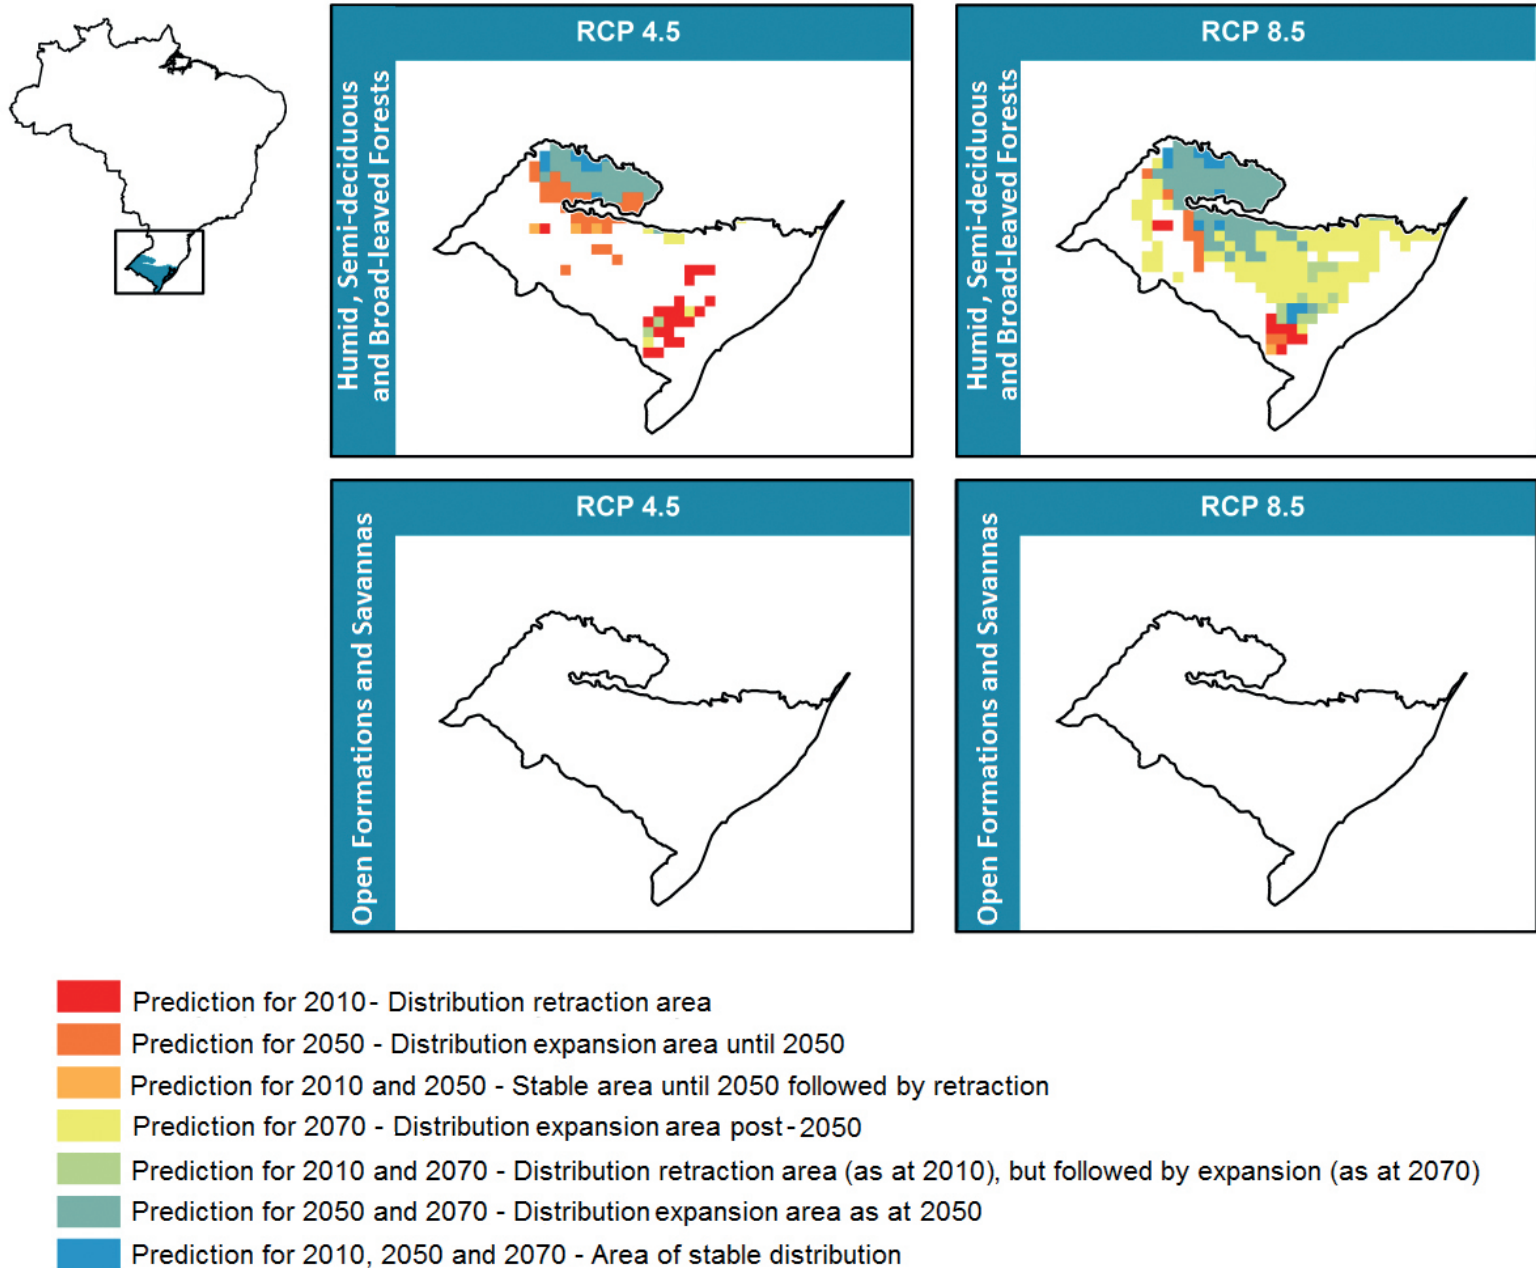 RCP 4.5
Humid, Semi-deciduous
and Broad-leaved Forests
RCP 8.5
Humid, Semi-deciduous
and Broad-leaved Forests
RCP 4.5
Open Formations and Savannas
RCP 8.5
Open Formations and Savannas
Prediction for 2010 - Distribution retraction area
Prediction for 2050 - Distribution expansion area until 2050
Prediction for 2010 and 2050 - Stable area until 2050 followed by retraction
Prediction for 2070 - Distribution expansion area post-2050
Prediction for 2010 and 2070 - Distribution retraction area (as at 2010), but followed by expansion (as at 2070)
Prediction for 2050 and 2070 - Distribution expansion area as at 2050
Prediction for 2010, 2050 and 2070 - Area of stable distribution